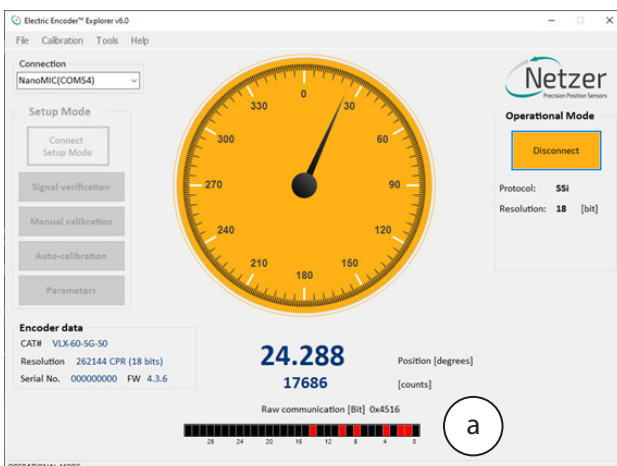 Electric Encoder™ Explorer v6.0
File Calibration Tools Help
Connection
NanoMIC(COM54)
Setup Mode
Connect
Setup Mode
Signal verification
Manual calibration
Auto-calibration
Parameters
Encoder data
CAT# VLX-60-SG-S0
Resolution 262144 CPR (18 bits)
Serial No. 000000000 FW 4.3.6
0
30
60
90
120
150
180
210
240
270
300
330
24.288 Position [degrees]
17686 [counts]
Raw communication [Bit] 0x4516
28 24 20 16 12 8 4 0
a
Netzer
Precision Position Sensors
Operational Mode
Disconnect
Protocol: SSi
Resolution: 18 [bit]
OPERATIONAL MODE